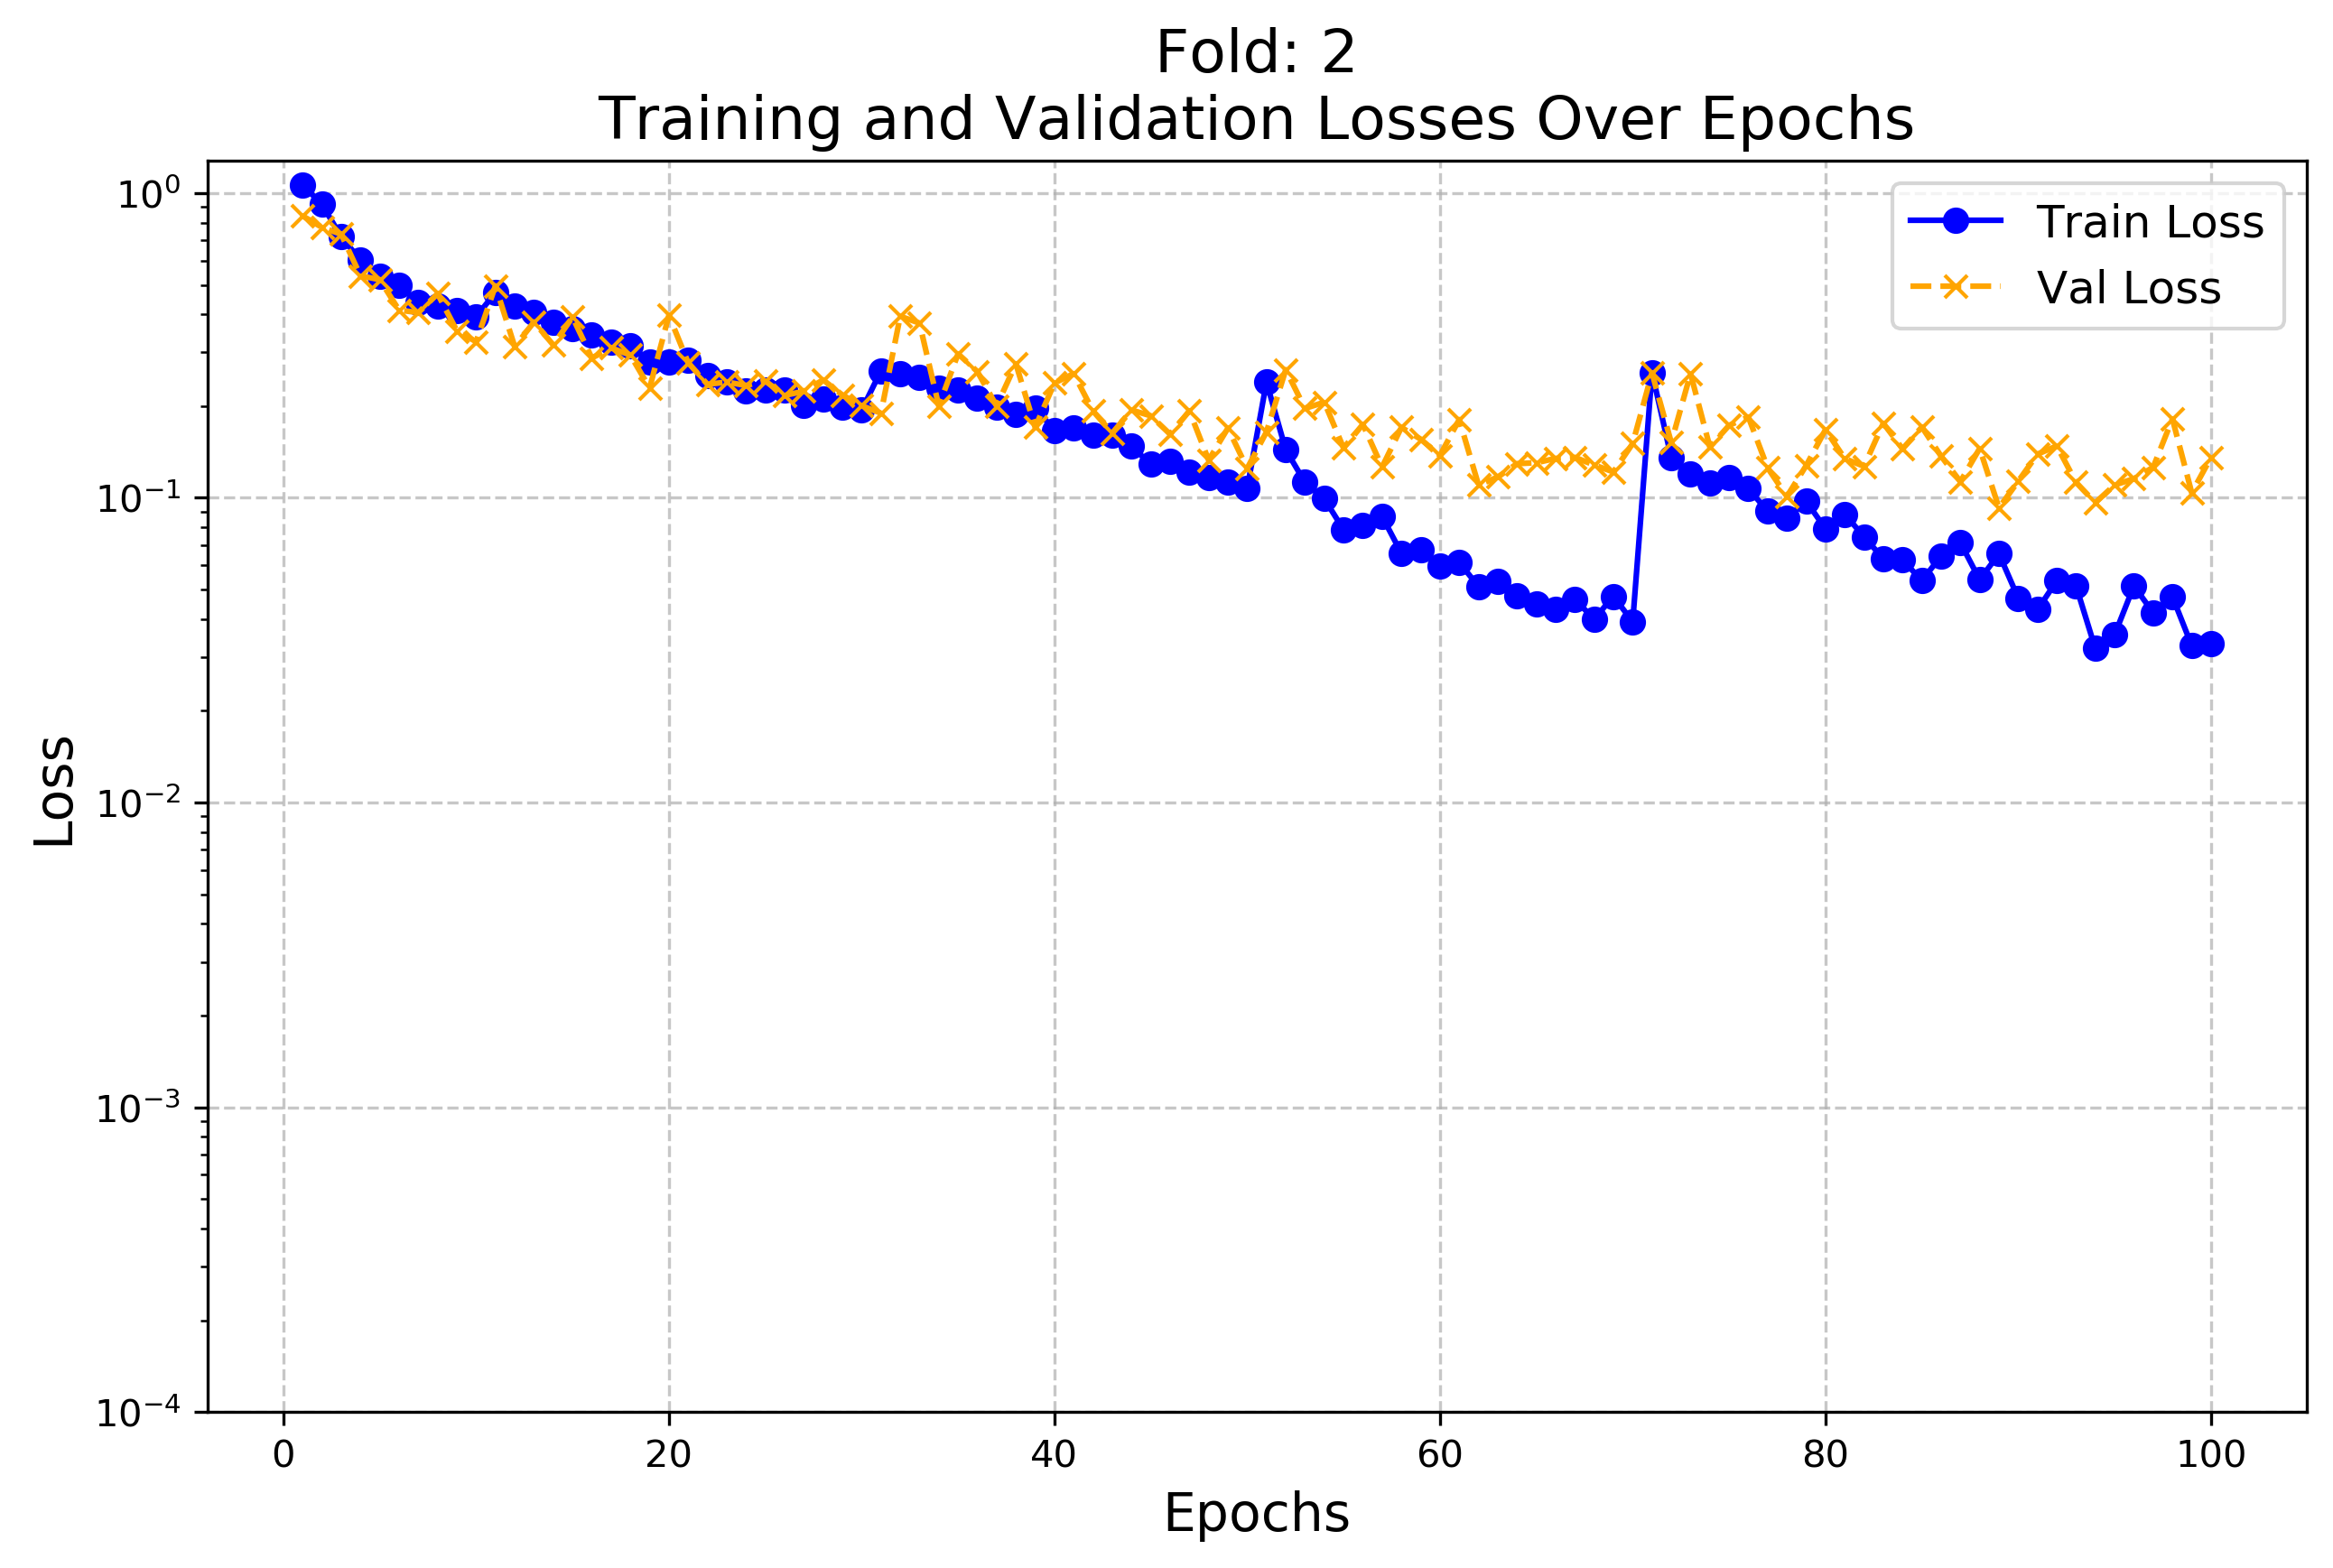 Fold: 2
Training and Validation Losses Over Epochs
10⁰
10⁻¹
10⁻²
10⁻³
10⁻⁴
Loss
Train Loss
Val Loss
0 20 40 60 80 100
Epochs